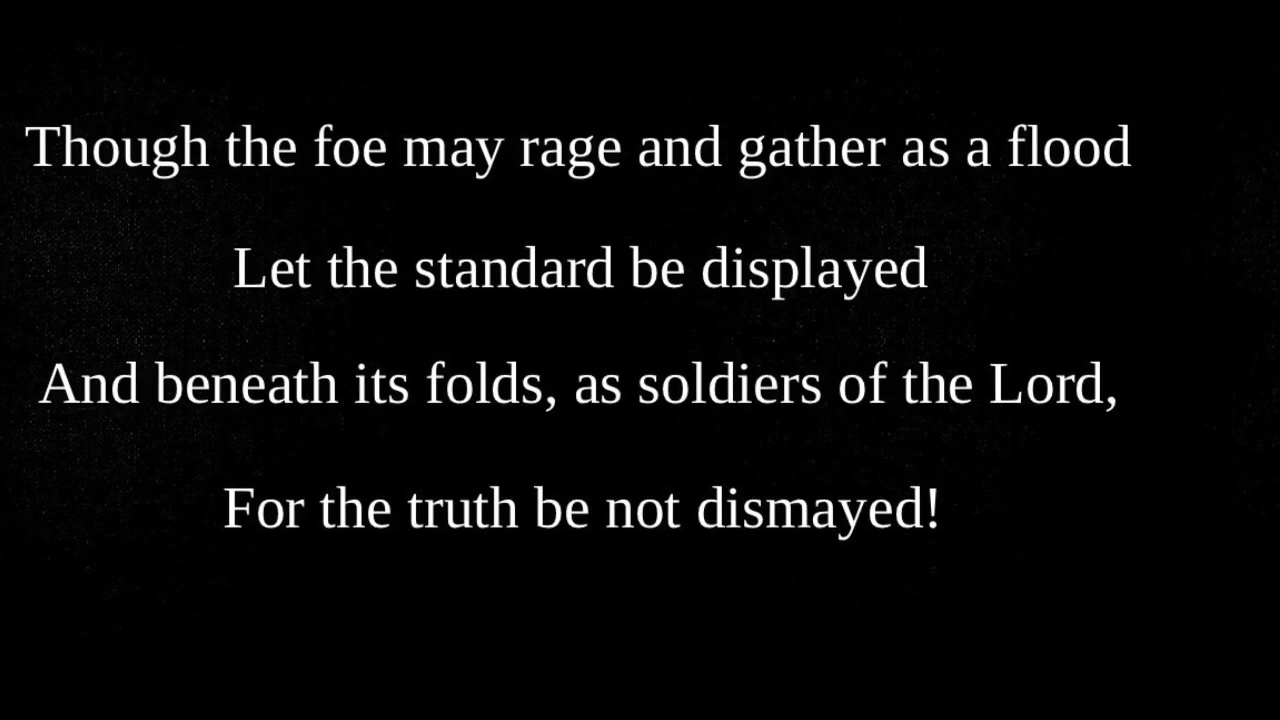 Though the foe may rage and gather as a flood
Let the standard be displayed
And beneath its folds, as soldiers of the Lord,
For the truth be not dismayed!